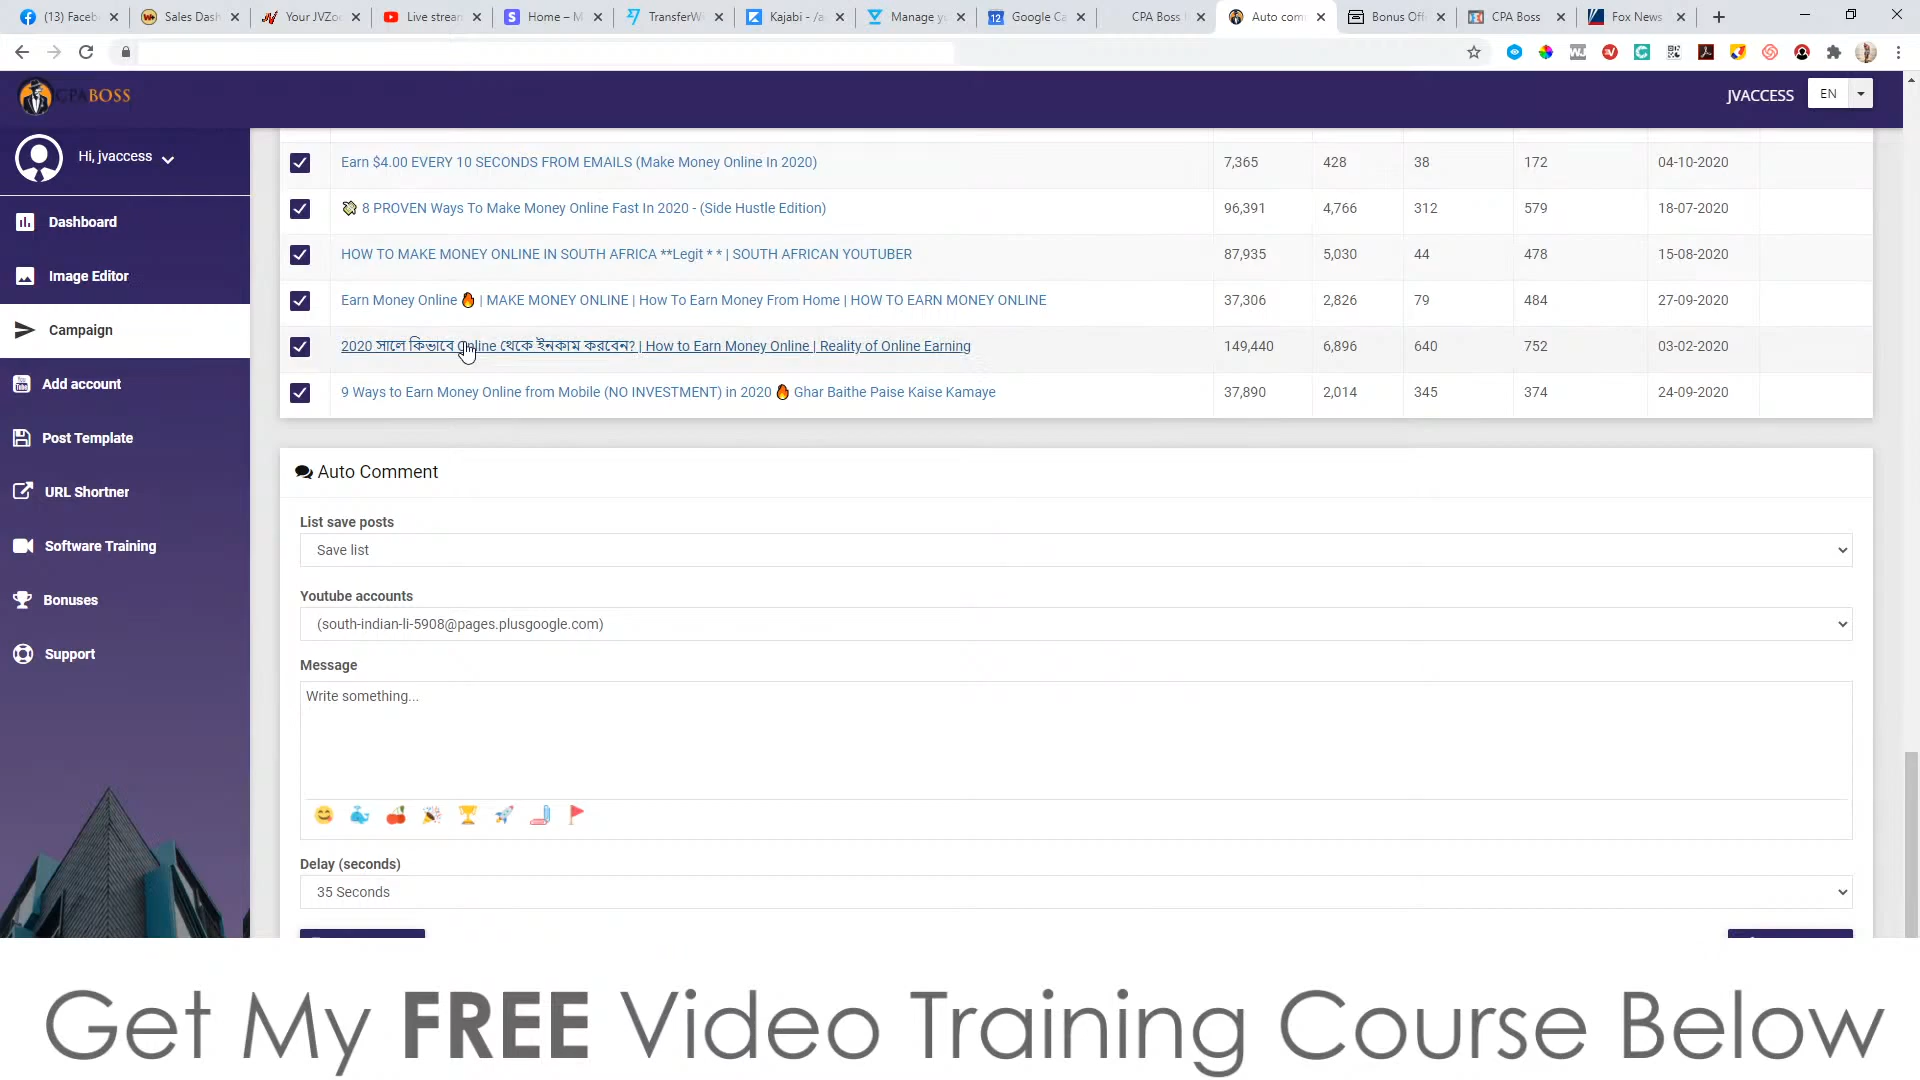 (13) Faceb
Sales Dash
Your JVZoo
Live stream
Home – M
TransferWi
Kajabi - /a
Manage yo
Google Ca
CPA Boss
Auto com
Bonus Off
CPA Boss
Fox News
CPABOSS
JVACCESS
EN
Hi, jvaccess
Dashboard
Image Editor
Campaign
Add account
Post Template
URL Shortner
Software Training
Bonuses
Support
Earn $4.00 EVERY 10 SECONDS FROM EMAILS (Make Money Online In 2020) 7,365 428 38 172 04-10-2020
8 PROVEN Ways To Make Money Online Fast In 2020 - (Side Hustle Edition) 96,391 4,766 312 579 18-07-2020
HOW TO MAKE MONEY ONLINE IN SOUTH AFRICA **Legit * * | SOUTH AFRICAN YOUTUBER 87,935 5,030 44 478 15-08-2020
Earn Money Online 🔥 | MAKE MONEY ONLINE | How To Earn Money From Home | HOW TO EARN MONEY ONLINE 37,306 2,826 79 484 27-09-2020
2020 সালে কিভাবে Online থেকে ইনকাম করবেন? | How to Earn Money Online | Reality of Online Earning 149,440 6,896 640 752 03-02-2020
9 Ways to Earn Money Online from Mobile (NO INVESTMENT) in 2020 🔥 Ghar Baithe Paise Kaise Kamaye 37,890 2,014 345 374 24-09-2020
Auto Comment
List save posts
Save list
Youtube accounts
(south-indian-li-5908@pages.plusgoogle.com)
Message
Write something...
Delay (seconds)
35 Seconds
Get My FREE Video Training Course Below